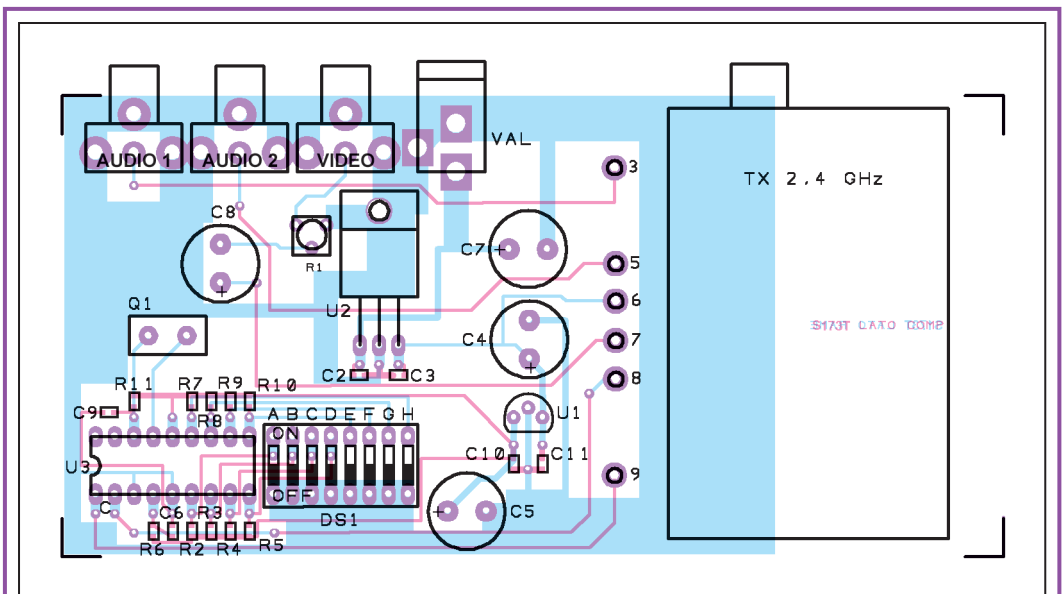 AUDIO 1 AUDIO 2 VIDEO
VAL
3
TX 2.4 GHz
C8
C7 +
R1
5
6
+
U2
Q1
C4
7
+
C2 C3
8
R11 R7 R9 R10
R8
C9
A B C D E F G H
ON
U1
U3
C10 C11
9
OFF
C C6 R3
DS1
+ C5
R6 R2 R4 R5